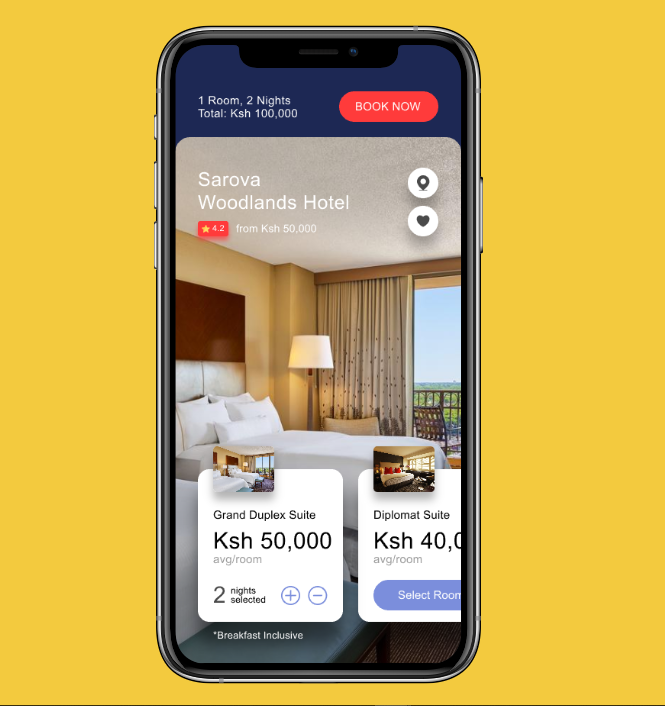 1 Room, 2 Nights
Total: Ksh 100,000
BOOK NOW
Sarova
Woodlands Hotel
4.2
from Ksh 50,000
Grand Duplex Suite
Ksh 50,000
avg/room
2 nights
selected
*Breakfast Inclusive
Diplomat Suite
Ksh 40,0
avg/room
Select Room